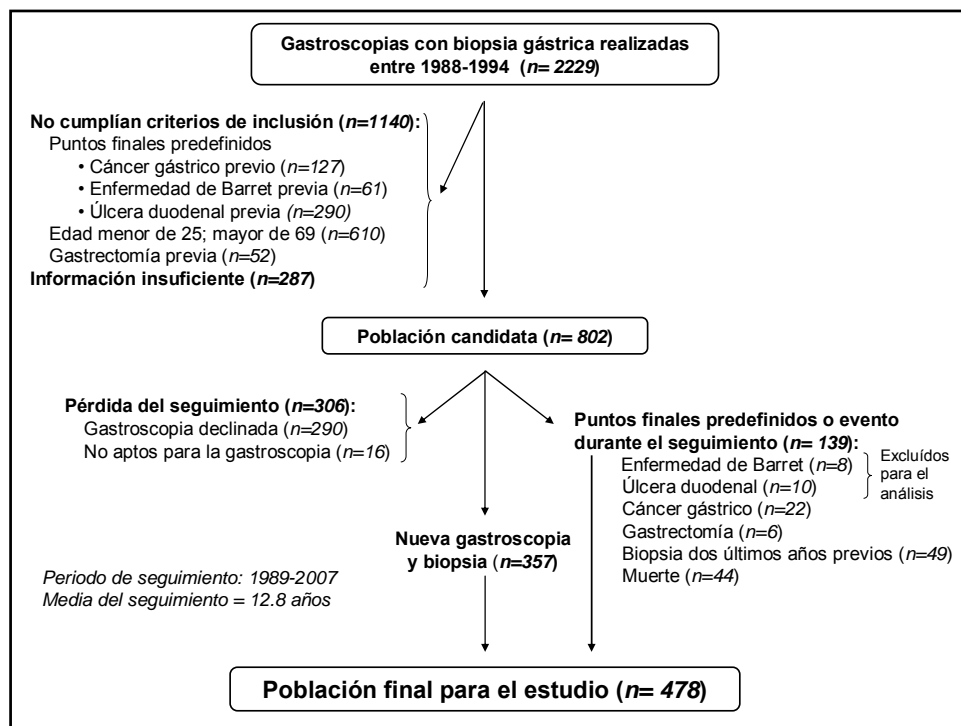 Gastroscopias con biopsia gástrica realizadas
entre 1988-1994 (n= 2229)
No cumplían criterios de inclusión (n=1140):
Puntos finales predefinidos
• Cáncer gástrico previo (n=127)
• Enfermedad de Barret previa (n=61)
• Úlcera duodenal previa (n=290)
Edad menor de 25; mayor de 69 (n=610)
Gastrectomía previa (n=52)
Información insuficiente (n=287)
Población candidata (n= 802)
Pérdida del seguimiento (n=306):
Gastroscopia declinada (n=290)
No aptos para la gastroscopia (n=16)
Puntos finales predefinidos o evento
durante el seguimiento (n= 139):
Enfermedad de Barret (n=8)
Úlcera duodenal (n=10)
Cáncer gástrico (n=22)
Gastrectomía (n=6)
Biopsia dos últimos años previos (n=49)
Muerte (n=44)
Excluídos
para el
análisis
Nueva gastroscopia
y biopsia (n=357)
Periodo de seguimiento: 1989-2007
Media del seguimiento = 12.8 años
Población final para el estudio (n= 478)